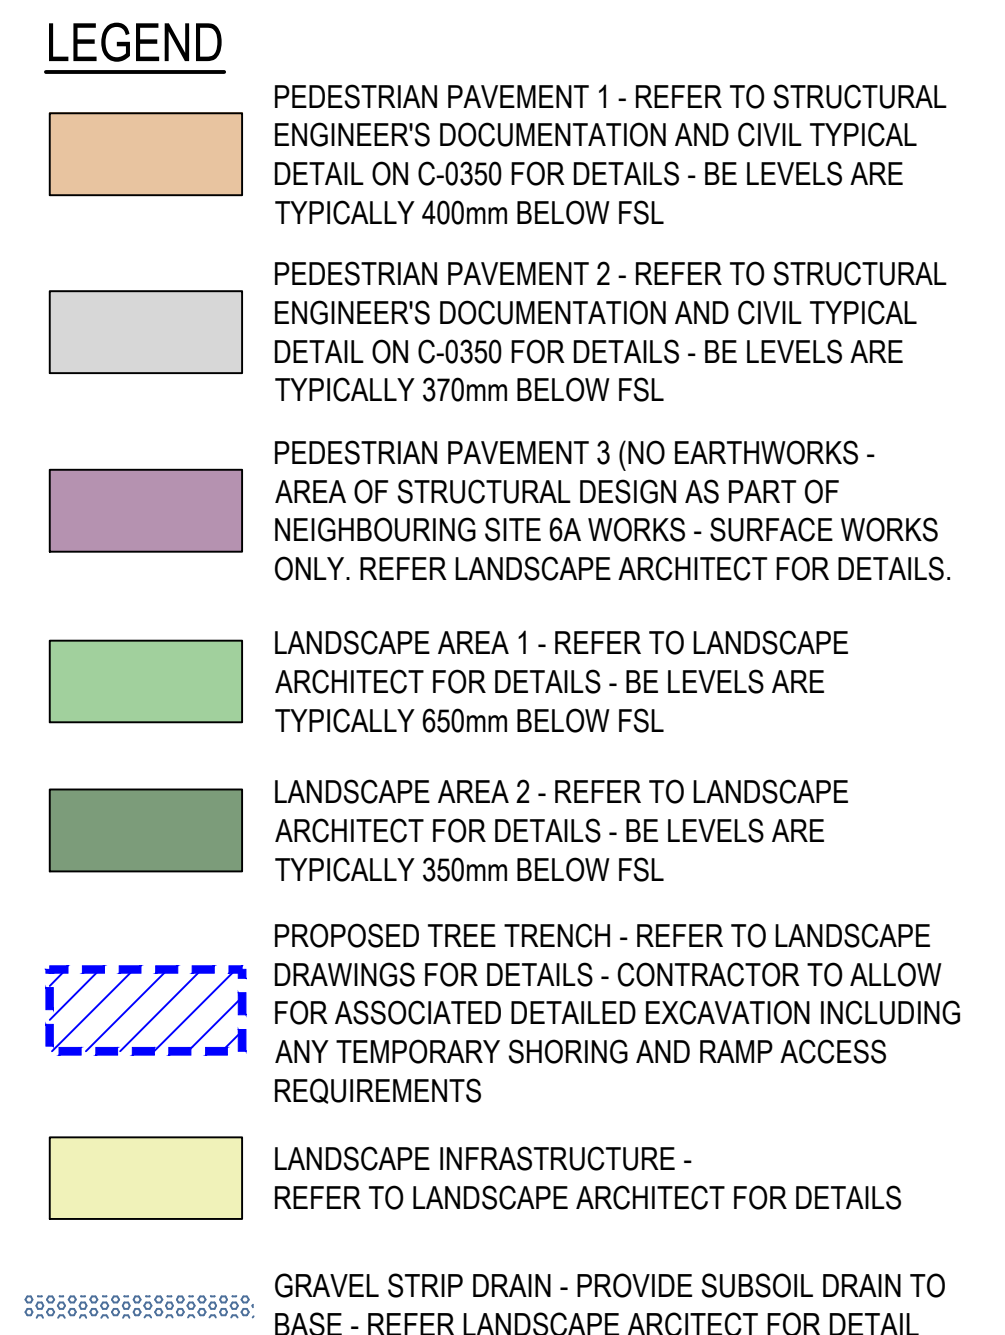 LEGEND
PEDESTRIAN PAVEMENT 1 - REFER TO STRUCTURAL
ENGINEER'S DOCUMENTATION AND CIVIL TYPICAL
DETAIL ON C-0350 FOR DETAILS - BE LEVELS ARE
TYPICALLY 400mm BELOW FSL
PEDESTRIAN PAVEMENT 2 - REFER TO STRUCTURAL
ENGINEER'S DOCUMENTATION AND CIVIL TYPICAL
DETAIL ON C-0350 FOR DETAILS - BE LEVELS ARE
TYPICALLY 370mm BELOW FSL
PEDESTRIAN PAVEMENT 3 (NO EARTHWORKS -
AREA OF STRUCTURAL DESIGN AS PART OF
NEIGHBOURING SITE 6A WORKS - SURFACE WORKS
ONLY. REFER LANDSCAPE ARCHITECT FOR DETAILS.
LANDSCAPE AREA 1 - REFER TO LANDSCAPE
ARCHITECT FOR DETAILS - BE LEVELS ARE
TYPICALLY 650mm BELOW FSL
LANDSCAPE AREA 2 - REFER TO LANDSCAPE
ARCHITECT FOR DETAILS - BE LEVELS ARE
TYPICALLY 350mm BELOW FSL
PROPOSED TREE TRENCH - REFER TO LANDSCAPE
DRAWINGS FOR DETAILS - CONTRACTOR TO ALLOW
FOR ASSOCIATED DETAILED EXCAVATION INCLUDING
ANY TEMPORARY SHORING AND RAMP ACCESS
REQUIREMENTS
LANDSCAPE INFRASTRUCTURE -
REFER TO LANDSCAPE ARCHITECT FOR DETAILS
GRAVEL STRIP DRAIN - PROVIDE SUBSOIL DRAIN TO
BASE - REFER LANDSCAPE ARCITECT FOR DETAIL